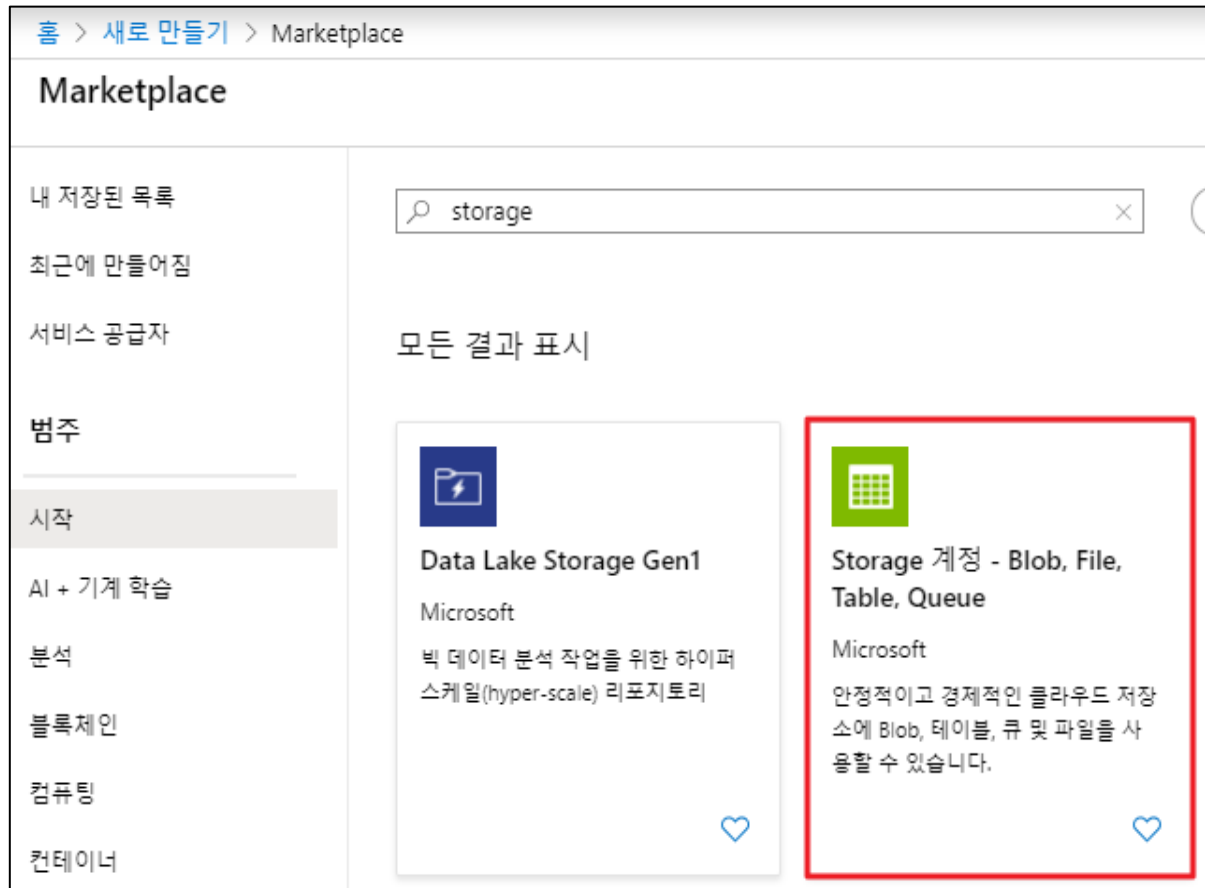 홈 > 새로 만들기 > Marketplace
Marketplace
내 저장된 목록
최근에 만들어짐
서비스 공급자
범주
시작
AI + 기계 학습
분석
블록체인
컴퓨팅
컨테이너
storage
모든 결과 표시
Data Lake Storage Gen1
Microsoft
빅 데이터 분석 작업을 위한 하이퍼
스케일(hyper-scale) 리포지토리
Storage 계정 - Blob, File,
Table, Queue
Microsoft
안정적이고 경제적인 클라우드 저장
소에 Blob, 테이블, 큐 및 파일을 사
용할 수 있습니다.